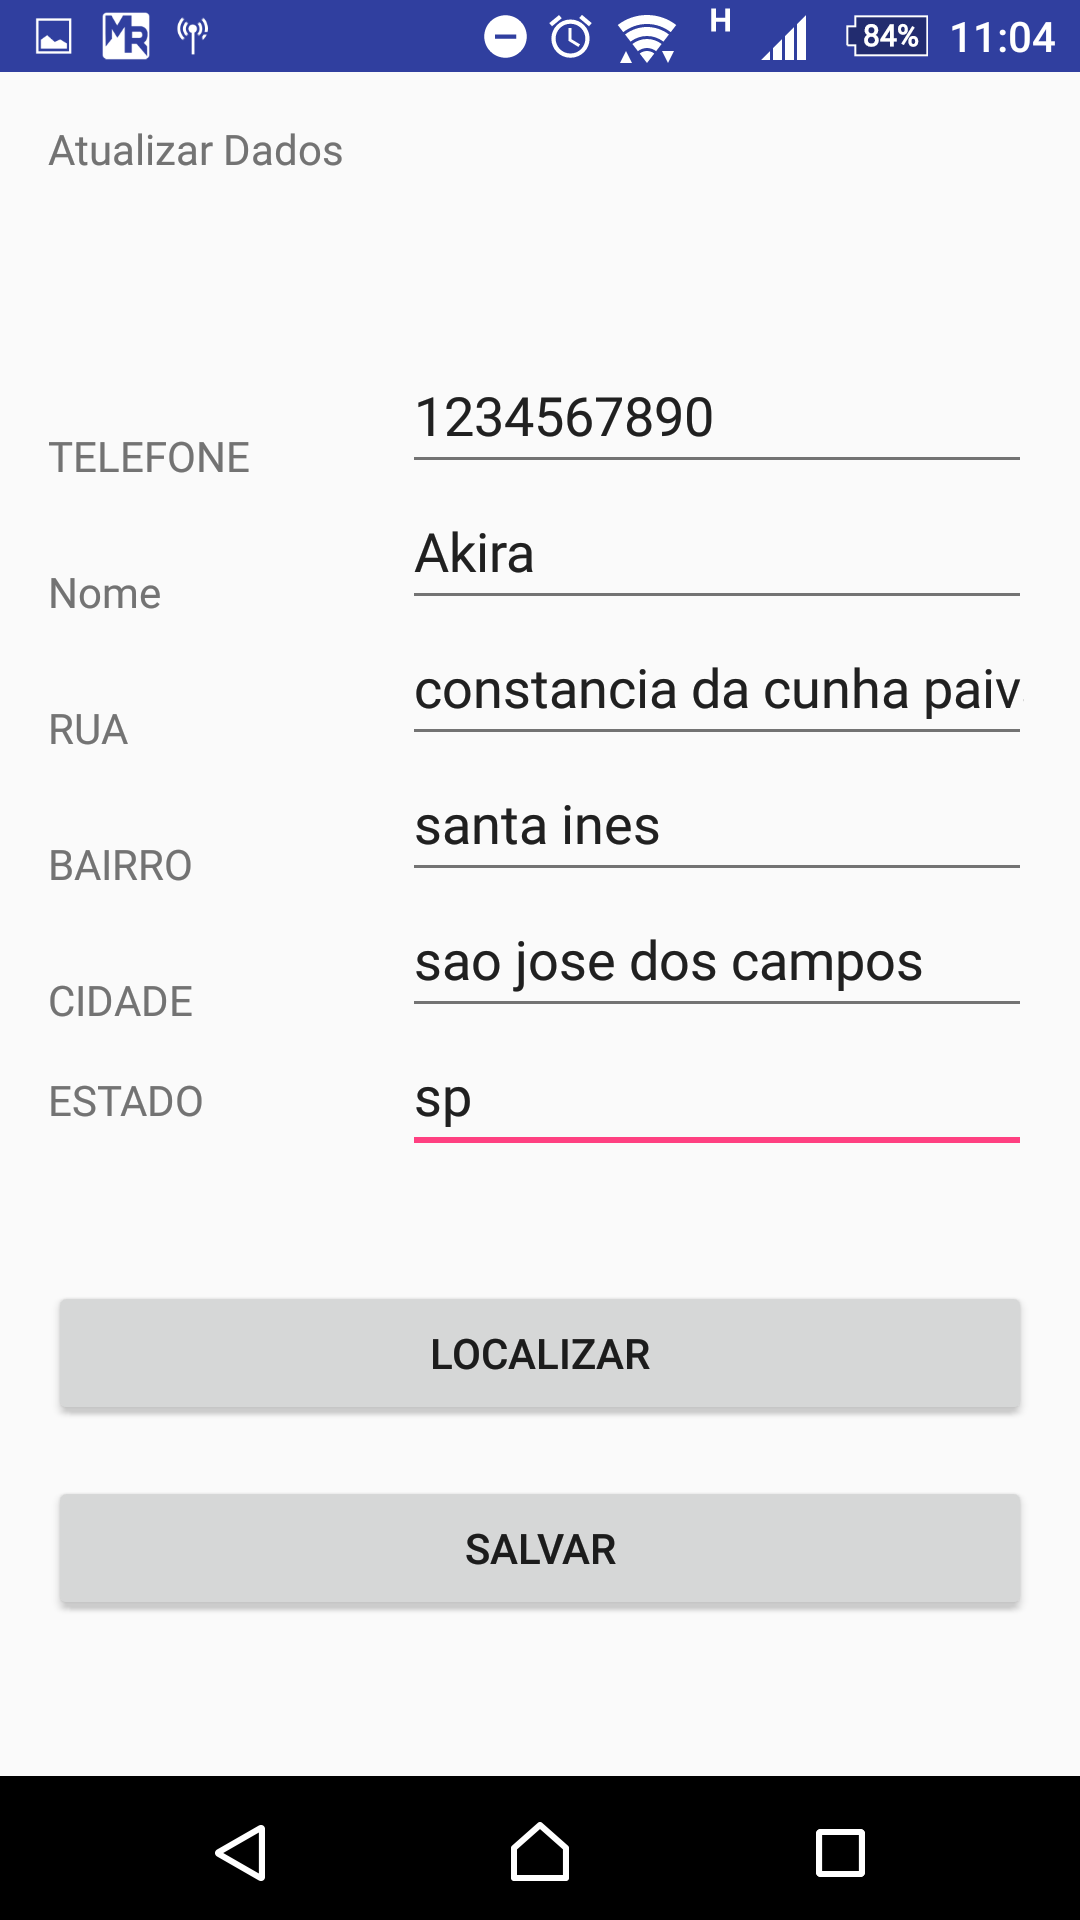 MR H 84% 11:04
Atualizar Dados
TELEFONE 1234567890
Nome Akira
RUA constancia da cunha paiv
BAIRRO santa ines
CIDADE sao jose dos campos
ESTADO sp
LOCALIZAR
SALVAR